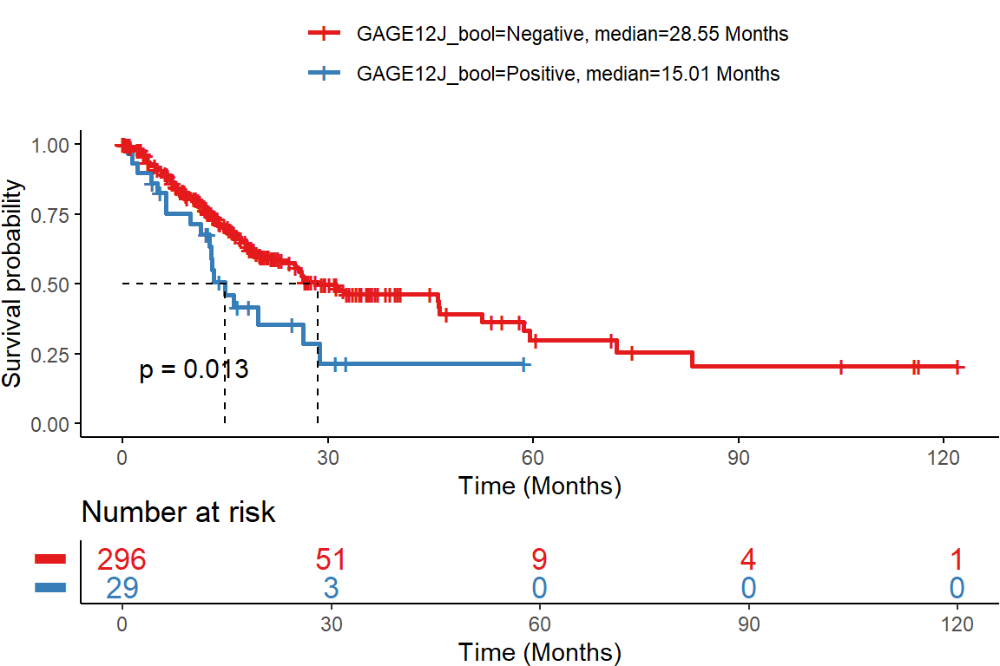 GAGE12J_bool=Negative, median=28.55 Months
GAGE12J_bool=Positive, median=15.01 Months
Survival probability
1.00
0.75
0.50
0.25
0.00
p = 0.013
0 30 60 90 120
Time (Months)
Number at risk
296 51 9 4 1
29 3 0 0 0
0 30 60 90 120
Time (Months)